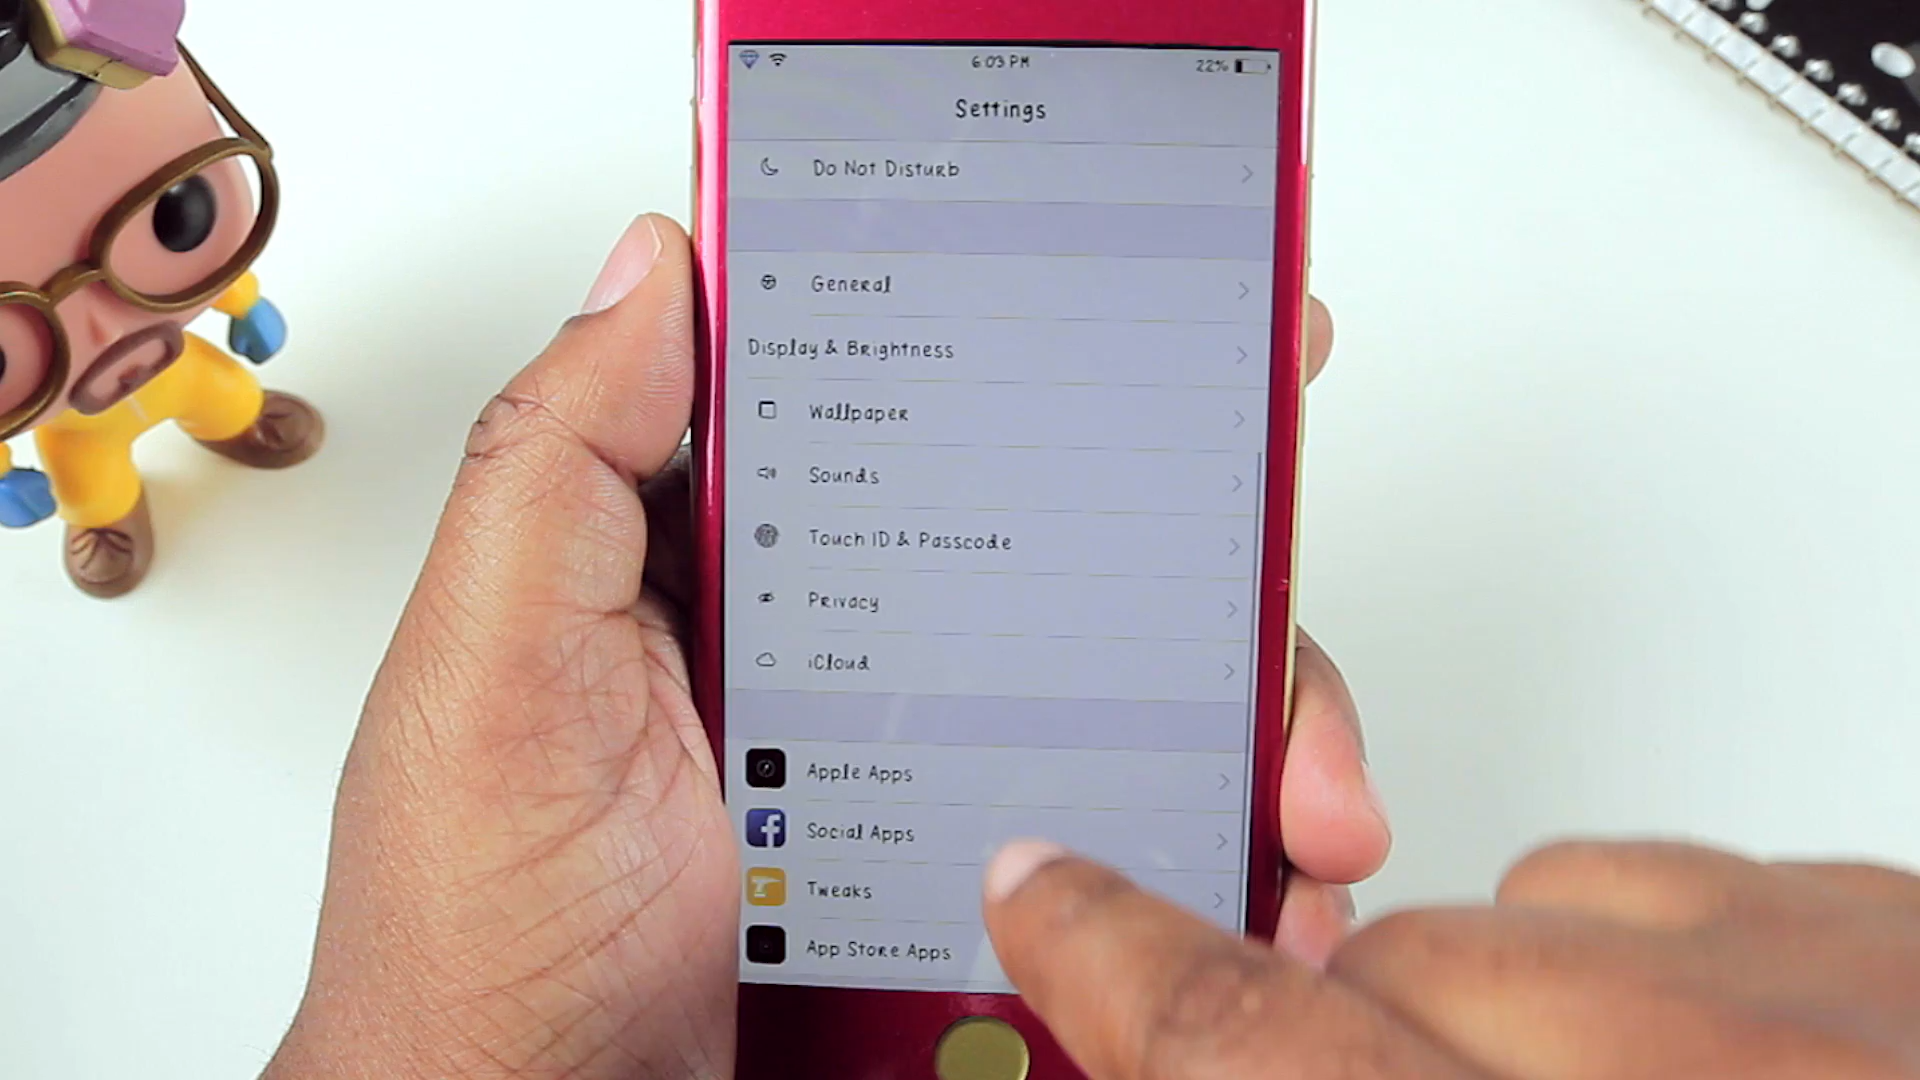 6:03 PM
22%
Settings
Do Not Disturb
General
Display & Brightness
Wallpaper
Sounds
Touch ID & Passcode
Privacy
iCloud
Apple Apps
Social Apps
Tweaks
App Store Apps